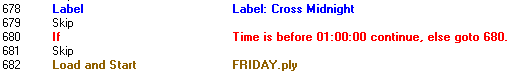 678 Label Label: Cross Midnight
679 Skip
680 If Time is before 01:00:00 continue, else goto 680.
681 Skip
682 Load and Start FRIDAY.ply